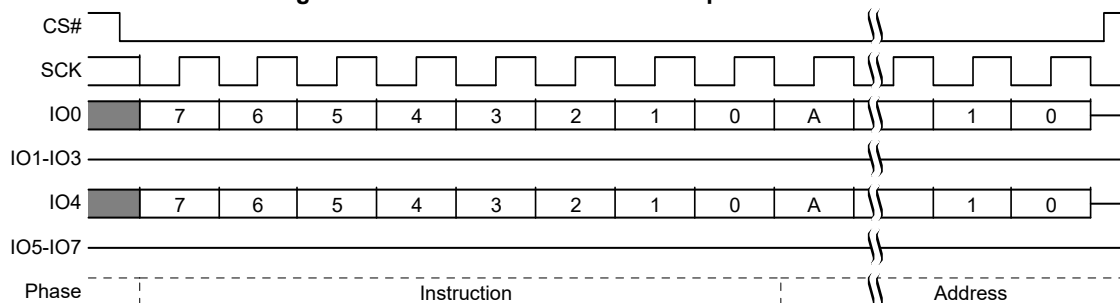 CS#
SCK
IO0 7 6 5 4 3 2 1 0 A 1 0
IO1-IO3
IO4 7 6 5 4 3 2 1 0 A 1 0
IO5-IO7
Phase Instruction Address